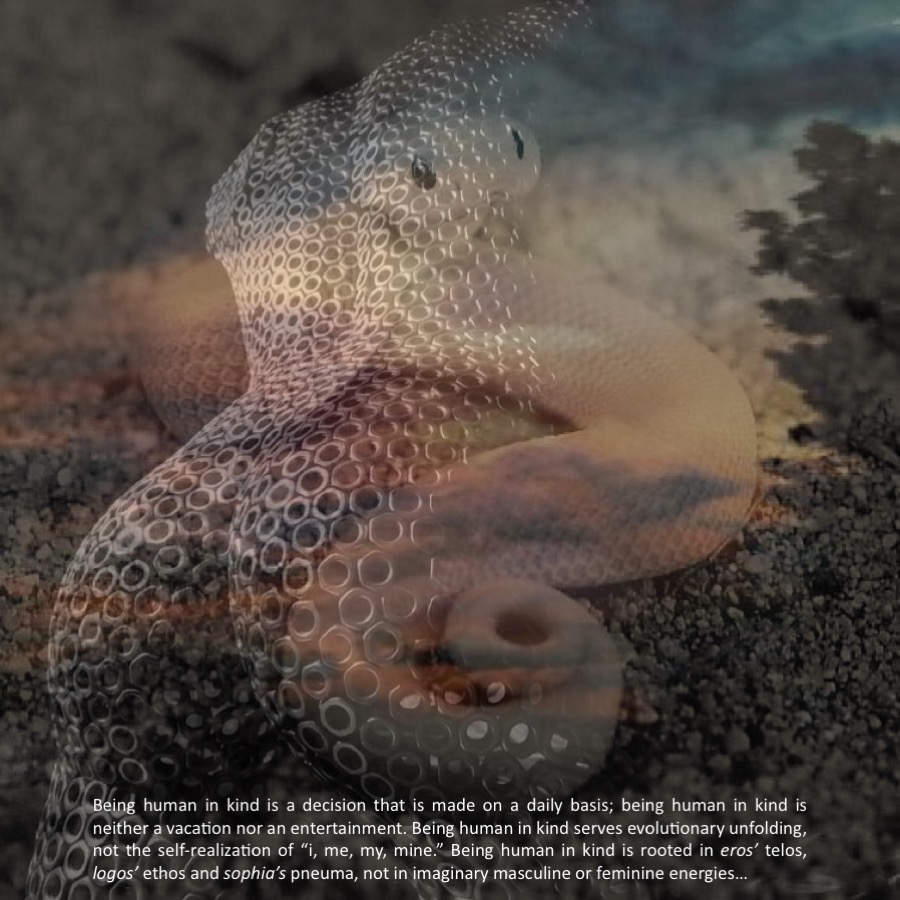 Being human in kind is a decision that is made on a daily basis; being human in kind is
neither a vacation nor an entertainment. Being human in kind serves evolutionary unfolding,
not the self-realization of “i, me, my, mine.” Being human in kind is rooted in eros’ telos,
logos’ ethos and sophia’s pneuma, not in imaginary masculine or feminine energies...